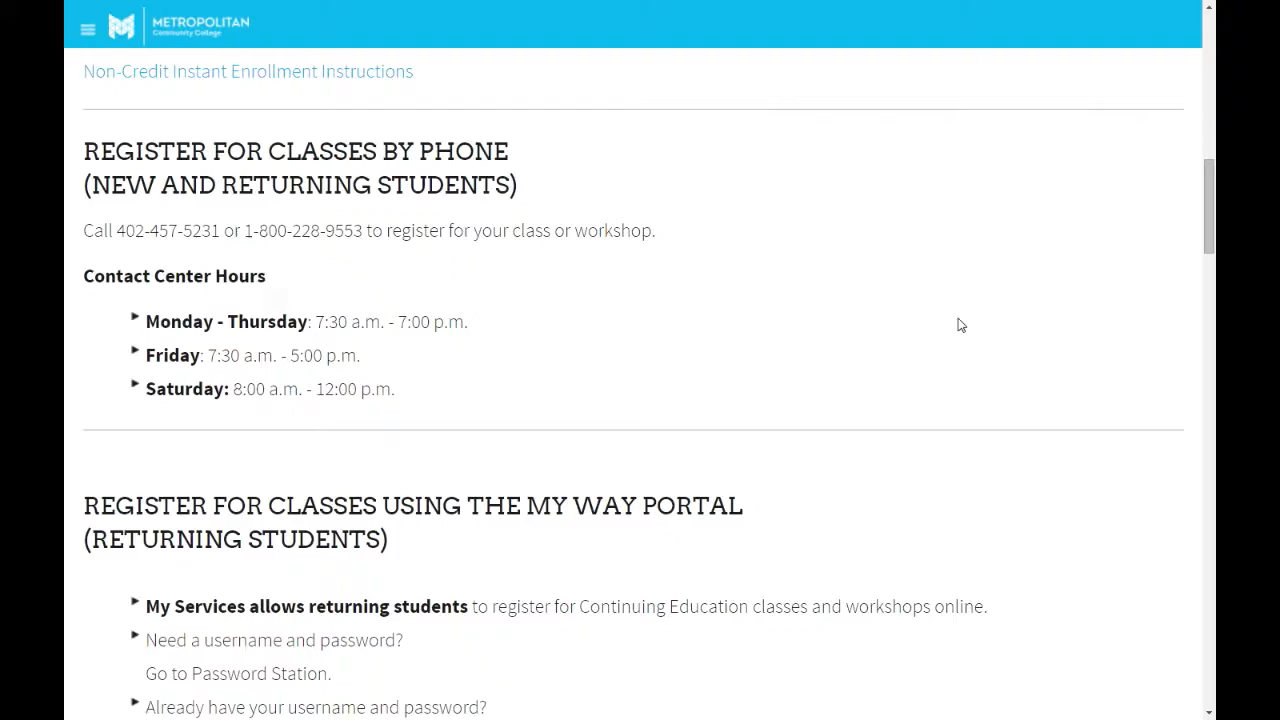 METROPOLITAN
Community College
Non-Credit Instant Enrollment Instructions
REGISTER FOR CLASSES BY PHONE
(NEW AND RETURNING STUDENTS)
Call 402-457-5231 or 1-800-228-9553 to register for your class or workshop.
Contact Center Hours
Monday - Thursday: 7:30 a.m. - 7:00 p.m.
Friday: 7:30 a.m. - 5:00 p.m.
Saturday: 8:00 a.m. - 12:00 p.m.
REGISTER FOR CLASSES USING THE MY WAY PORTAL
(RETURNING STUDENTS)
My Services allows returning students to register for Continuing Education classes and workshops online.
Need a username and password?
Go to Password Station.
Already have your username and password?